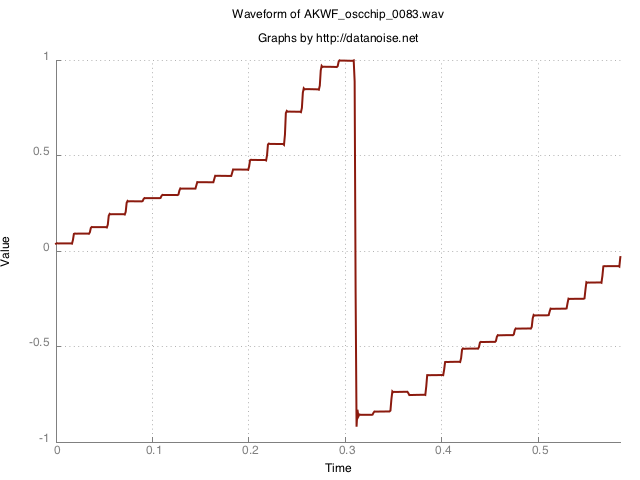 Waveform of AKWF_oscchip_0083.wav
Graphs by http://datanoise.net
1
0.5
0
-0.5
-1
Value
0 0.1 0.2 0.3 0.4 0.5
Time